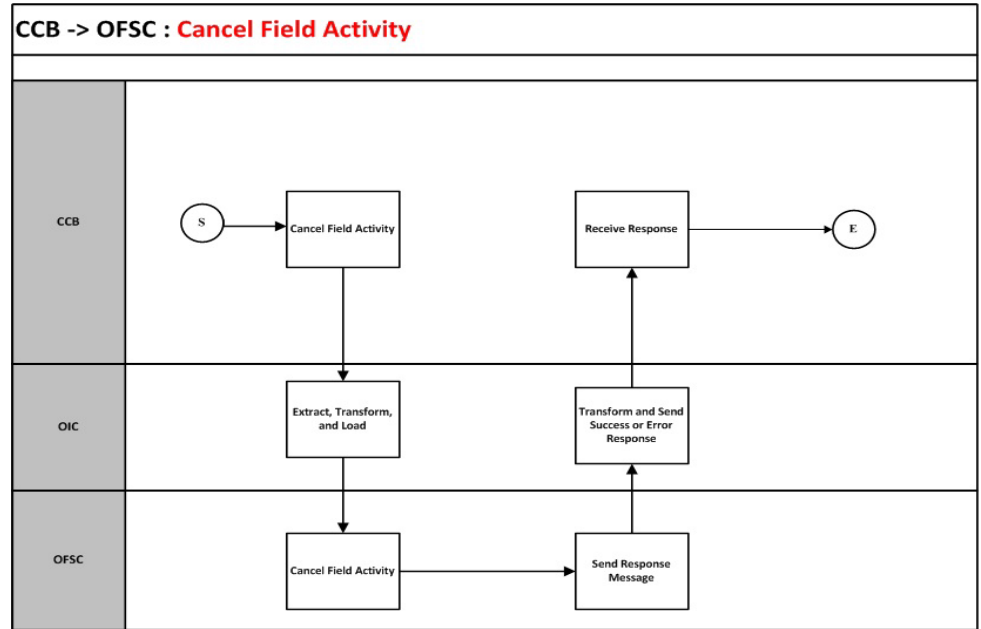 CCB -> OFSC : Cancel Field Activity
CCB
S
Cancel Field Activity
Receive Response
E
OIC
Extract, Transform,
and Load
Transform and Send
Success or Error
Response
OFSC
Cancel Field Activity
Send Response
Message